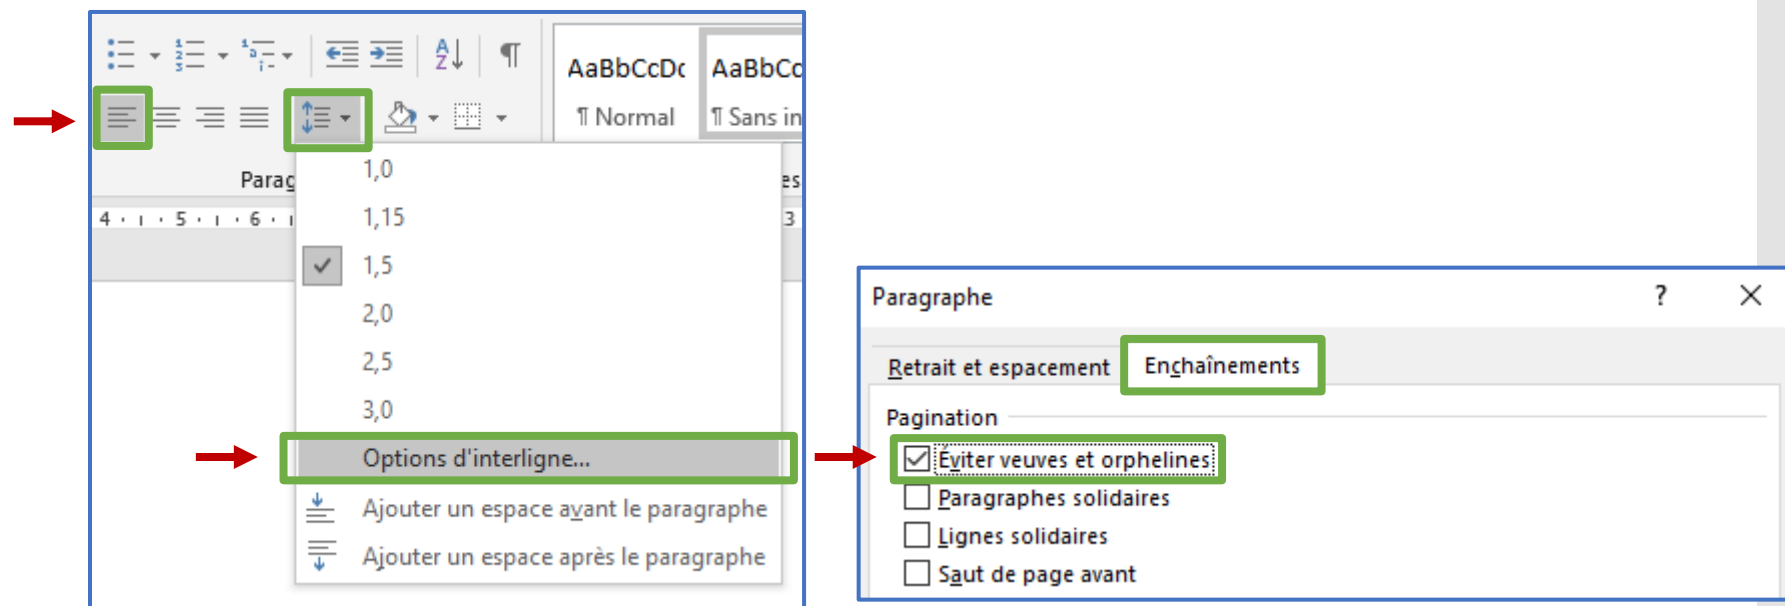 AaBbCcDc AaBbCc
¶ Normal ¶ Sans in
Parag es
4 5 6 3
1,0
1,15
1,5
2,0
2,5
3,0
Options d'interligne...
Ajouter un espace avant le paragraphe
Ajouter un espace après le paragraphe
Paragraphe ? ×
Retrait et espacement Enchaînements
Pagination
Éviter veuves et orphelines
Paragraphes solidaires
Lignes solidaires
Saut de page avant